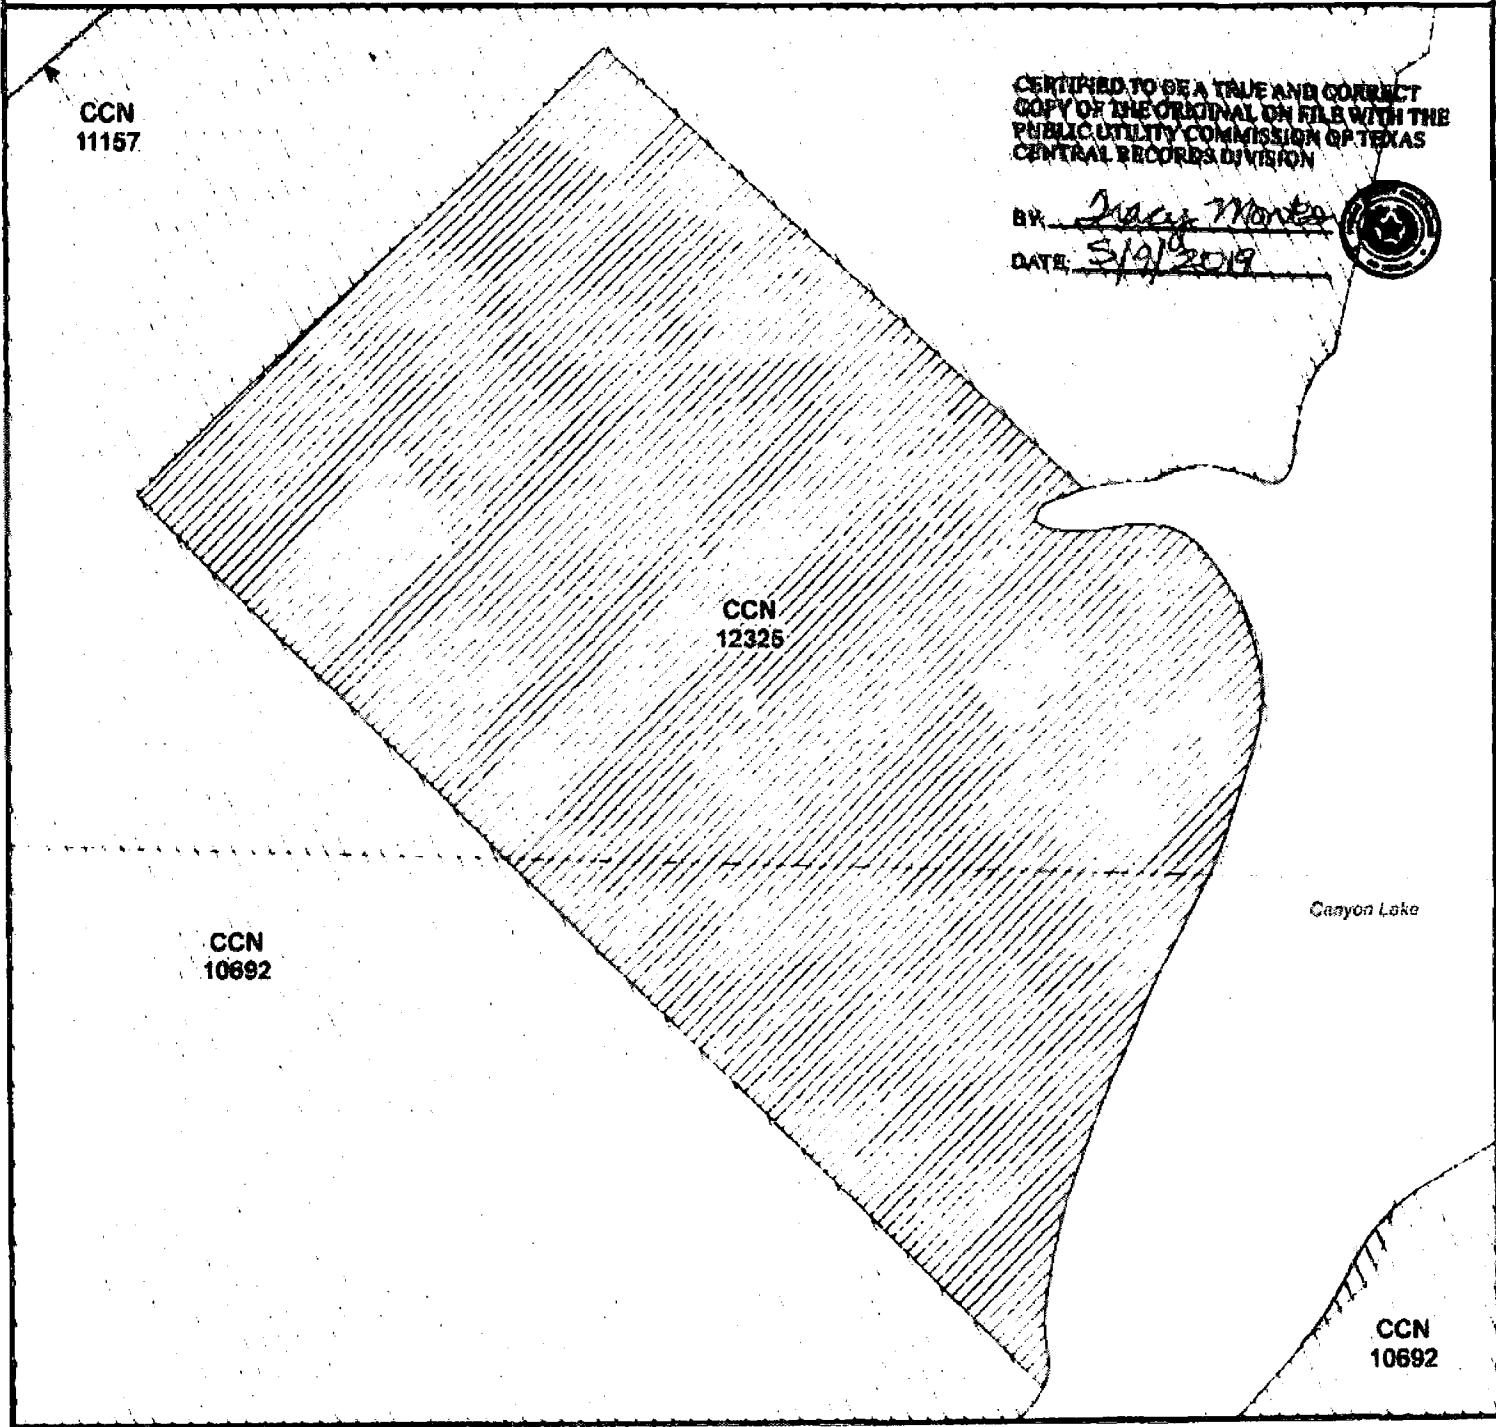 CCN
11157
CERTIFIED TO BE A TRUE AND CORRECT
COPY OF THE ORIGINAL ON FILE WITH THE
PUBLIC UTILITY COMMISSION OF TEXAS
CENTRAL RECORDS DIVISION
BY: Tracy
DATE: 5/9/2019
CCN
12325
Canyon Lake
CCN
10692
CCN
10692